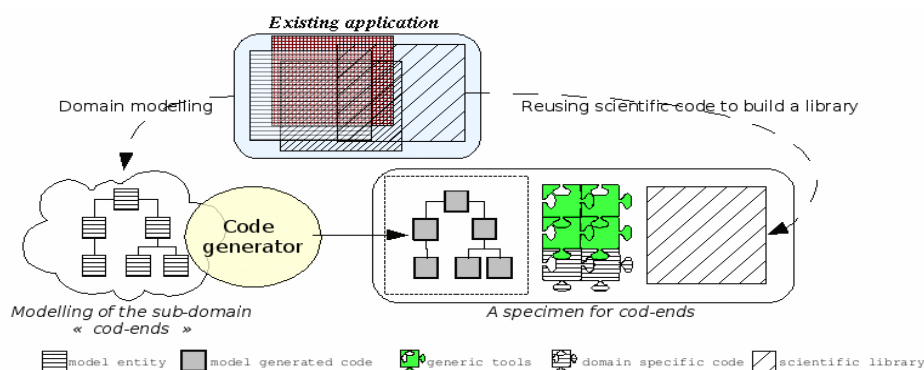 Existing application
Domain modelling
Reusing scientific code to build a library
Code
generator
Modelling of the sub-domain
« cod-ends »
A specimen for cod-ends
model entity
model generated code
generic tools
domain specific code
scientific library